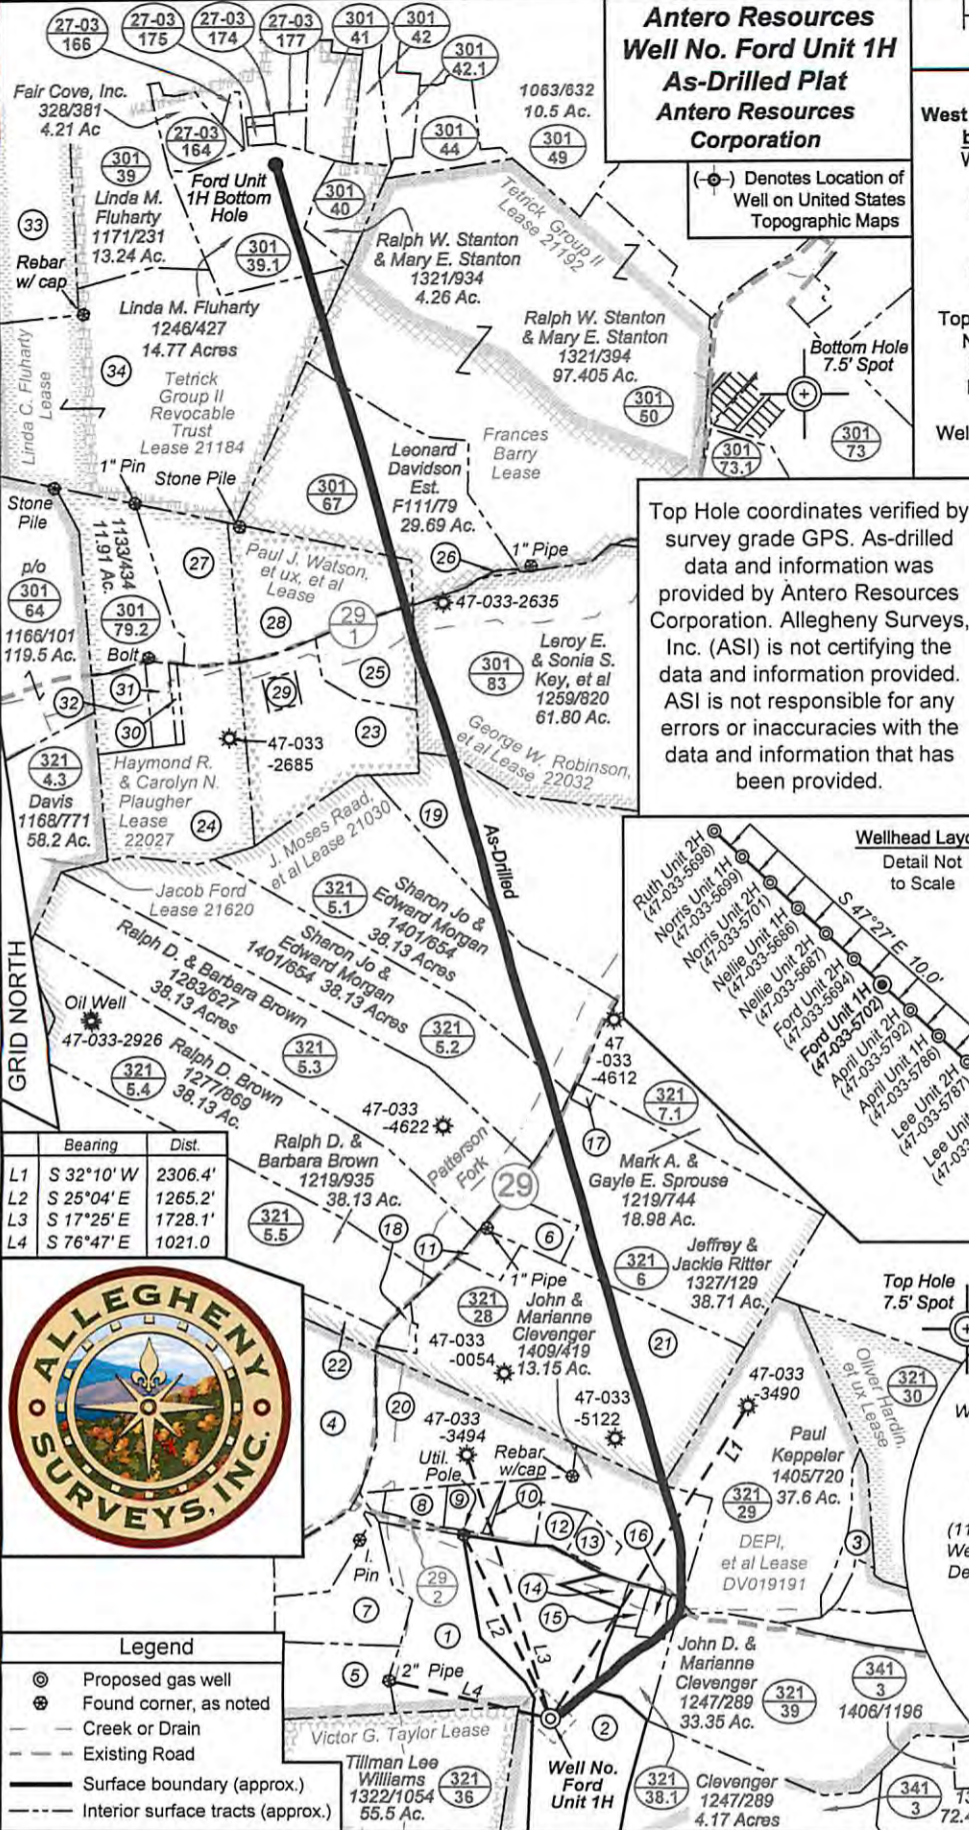 Antero Resources
Well No. Ford Unit 1H
As-Drilled Plat
Antero Resources
Corporation
(-⊕-) Denotes Location of
Well on United States
Topographic Maps
27-03
166
27-03
175
27-03
174
27-03
177
301
41
301
42
301
42.1
Fair Cove, Inc.
328/381
4.21 Ac
27-03
164
1063/632
10.5 Ac.
301
44
301
49
West
301
39
Linda M.
Fluharty
1171/231
13.24 Ac.
Ford Unit
1H Bottom
Hole
301
40
301
39.1
Tetrick Group II
Lease 21192
33
Rebar
w/ cap
Ralph W. Stanton
& Mary E. Stanton
1321/934
4.26 Ac.
Linda M. Fluharty
1246/427
14.77 Acres
Ralph W. Stanton
& Mary E. Stanton
1321/394
97.405 Ac.
301
50
Top
Bottom Hole
7.5' Spot
Linda C. Fluharty
Lease
34
Tetrick
Group II
Revocable
Trust
Lease 21184
301
73.1
301
73
Wel
Frances
Barry
Lease
Leonard
Davidson
Est.
F111/79
29.69 Ac.
1" Pin
Stone Pile
Stone
Pile
301
67
26
1" Pipe
Top Hole coordinates verified by
survey grade GPS. As-drilled
data and information was
provided by Antero Resources
Corporation. Allegheny Surveys,
Inc. (ASI) is not certifying the
data and information provided.
ASI is not responsible for any
errors or inaccuracies with the
data and information that has
been provided.
p/o
301
64
1166/101
119.5 Ac.
1133/434
11.91 Ac.
27
301
79.2
Bolt
Paul J. Watson,
et ux, et al
Lease
28
29
1
47-033-2635
25
301
83
Leroy E.
& Sonia S.
Key, et al
1259/820
61.80 Ac.
George W. Robinson,
et al Lease 22032
32
31
30
29
23
47-033
-2685
321
4.3
Davis
1168/771
58.2 Ac.
Haymond R.
& Carolyn N.
Plaugher
Lease
22027
24
J. Moses Raad,
et al Lease 21030
19
As-Drilled
Jacob Ford
Lease 21620
321
5.1
Sharon Jo &
Edward Morgan
1401/654
38.13 Acres
Sharon Jo &
Edward Morgan
1401/654 38.13 Acres
321
5.2
Ralph D. & Barbara Brown
1283/627
38.13 Acres
321
5.3
Oil Well
47-033-2926
321
5.4
Ralph D. Brown
1277/869
38.13 Ac.
GRID NORTH
Wellhead Layo
Detail Not
to Scale
S 47°27' E 10.0'
Ruth Unit 2H
(47-033-5698)
Norris Unit 1H
(47-033-5699)
Norris Unit 2H
(47-033-5701)
Nellie Unit 1H
(47-033-5686)
Nellie Unit 2H
(47-033-5687)
Ford Unit 2H
(47-033-5694)
Ford Unit 1H
(47-033-5702)
April Unit 2H
(47-033-5792)
April Unit 1H
(47-033-5786)
Lee Unit 2H
(47-033-5787)
Lee Unit
(47-033
47
-033
-4612
47-033
-4622
321
7.1
17
Mark A. &
Gayle E. Sprouse
1219/744
18.98 Ac.
Patterson
Fork
29
Ralph D. &
Barbara Brown
1219/935
38.13 Ac.
321
5.5
18
11
6
Bearing Dist.
L1 S 32°10' W 2306.4'
L2 S 25°04' E 1265.2'
L3 S 17°25' E 1728.1'
L4 S 76°47' E 1021.0
321
6
Jeffrey &
Jackie Ritter
1327/129
38.71 Ac.
1" Pipe
321
28
John &
Marianne
Clevenger
1409/419
13.15 Ac.
47-033
-0054
21
Top Hole
7.5' Spot
ALLEGHENY
SURVEYS, INC.
22
4
20
47-033
-3494
47-033
-5122
47-033
-3490
L1
Oliver Hardin,
et ux Lease
321
30
Util.
Pole
Rebar
w/cap
Paul
Keppeler
1405/720
37.6 Ac.
321
29
DEPI,
et al Lease
DV019191
3
8
9
10
12
13
16
14
15
I.
Pin
29
2
7
1
L2
L3
5
2" Pipe
L4
2
(11
We
De
John D. &
Marianne
Clevenger
1247/289
33.35 Ac.
321
39
341
3
1406/1196
Victor G. Taylor Lease
Tillman Lee
Williams
1322/1054
55.5 Ac.
321
36
Well No.
Ford
Unit 1H
321
38.1
Clevenger
1247/289
4.17 Acres
341
3
13
72.4
Legend
Proposed gas well
Found corner, as noted
Creek or Drain
Existing Road
Surface boundary (approx.)
Interior surface tracts (approx.)